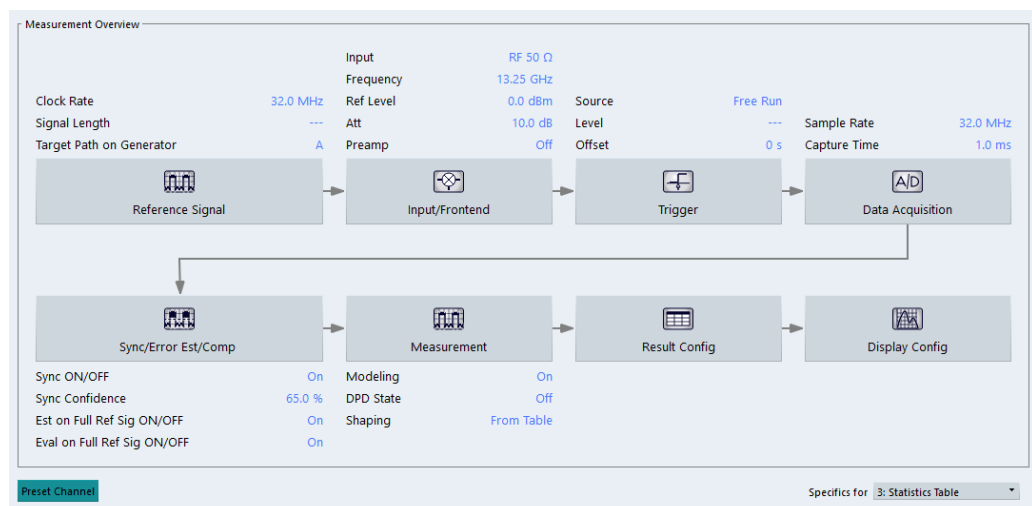 Measurement Overview
Input RF 50 Ω
Frequency 13.25 GHz
Clock Rate 32.0 MHz Ref Level 0.0 dBm Source Free Run
Signal Length --- Att 10.0 dB Level --- Sample Rate 32.0 MHz
Target Path on Generator A Preamp Off Offset 0 s Capture Time 1.0 ms
A/D
Reference Signal Input/Frontend Trigger Data Acquisition
Sync/Error Est/Comp Measurement Result Config Display Config
Sync ON/OFF On Modeling On
Sync Confidence 65.0 % DPD State Off
Est on Full Ref Sig ON/OFF On Shaping From Table
Eval on Full Ref Sig ON/OFF On
Preset Channel Specifics for 3: Statistics Table